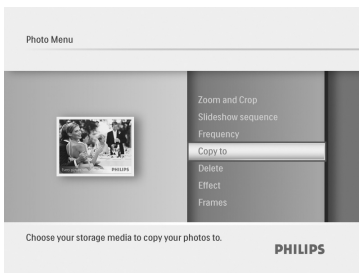 Photo Menu
Zoom and Crop
Slideshow sequence
Frequency
Copy to
Delete
Effect
Frames
PHILIPS
Choose your storage media to copy your photos to.
PHILIPS